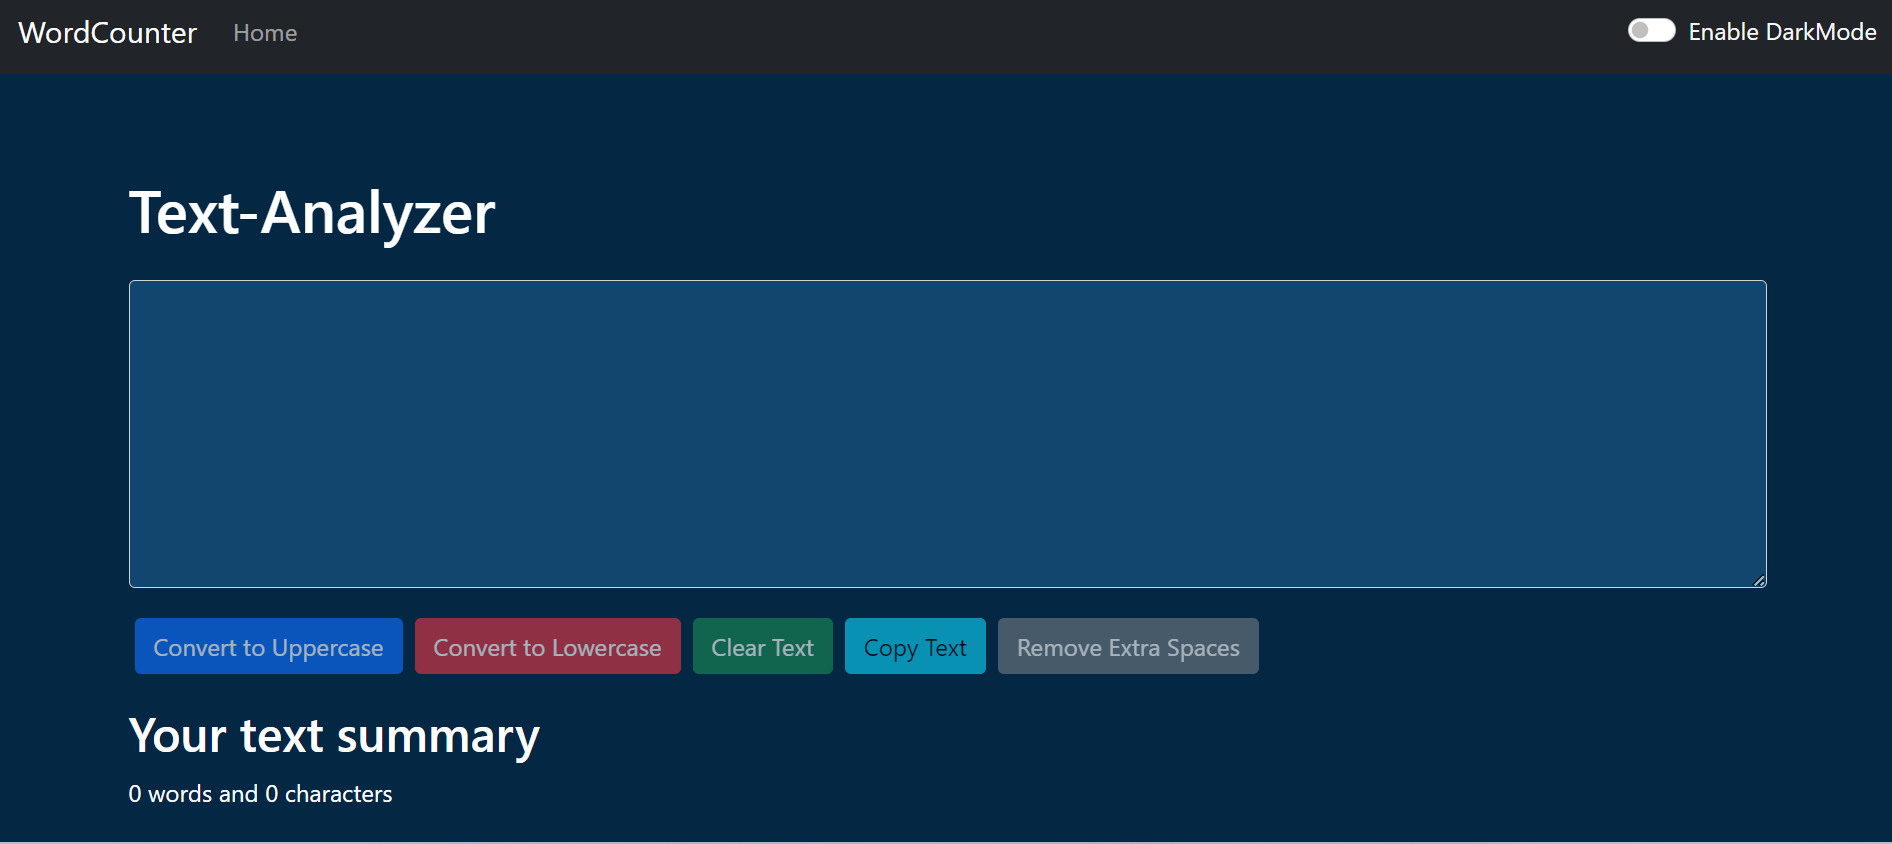 WordCounter Home Enable DarkMode
Text-Analyzer
Convert to Uppercase Convert to Lowercase Clear Text Copy Text Remove Extra Spaces
Your text summary
0 words and 0 characters